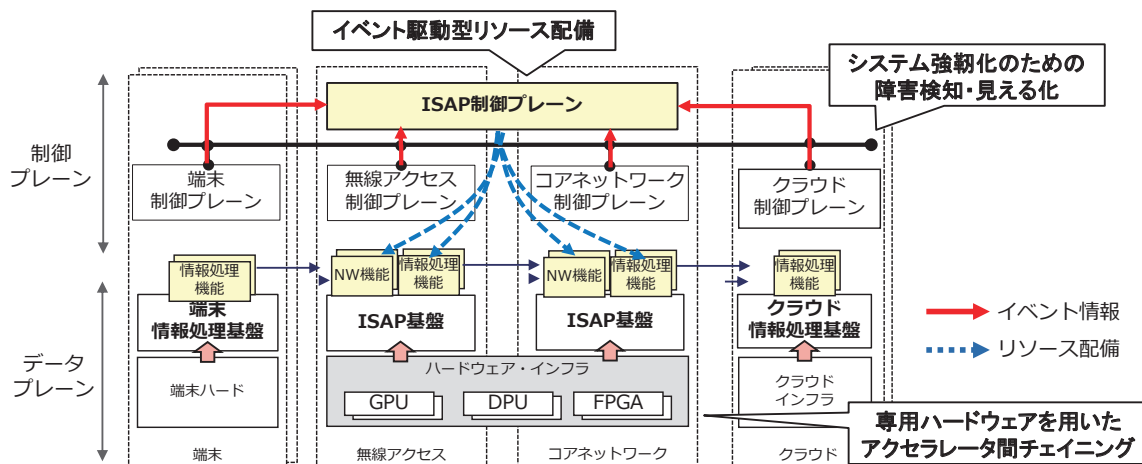 イベント駆動型リソース配備
システム強靭化のための
障害検知・見える化
ISAP制御プレーン
制御
プレーン
端末
制御プレーン
無線アクセス
制御プレーン
コアネットワーク
制御プレーン
クラウド
制御プレーン
情報処理
機能
NW機能
情報処理
機能
NW機能
情報処理
機能
情報処理
機能
端末
情報処理基盤
ISAP基盤
ISAP基盤
クラウド
情報処理基盤
イベント情報
リソース配備
データ
プレーン
端末ハード
ハードウェア・インフラ
GPU
DPU
FPGA
クラウド
インフラ
専用ハードウェアを用いた
アクセラレータ間チェイニング
端末
無線アクセス
コアネットワーク
クラウド